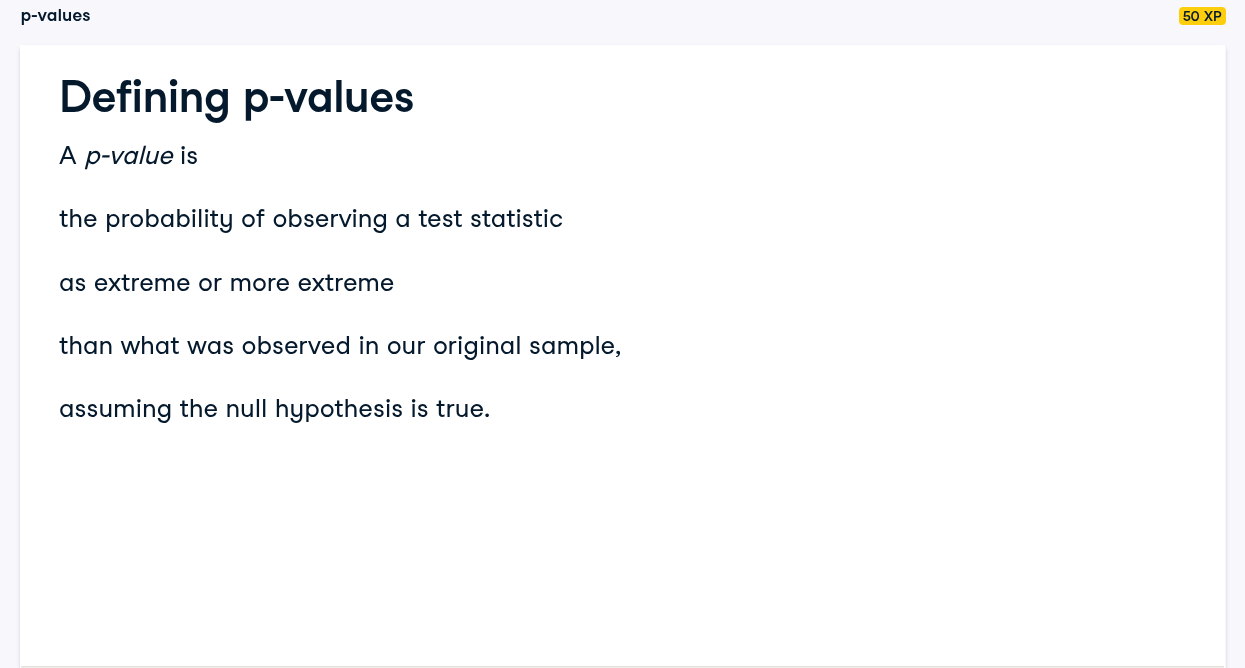 p-values
50 XP
Defining p-values
A p-value is
the probability of observing a test statistic
as extreme or more extreme
than what was observed in our original sample,
assuming the null hypothesis is true.